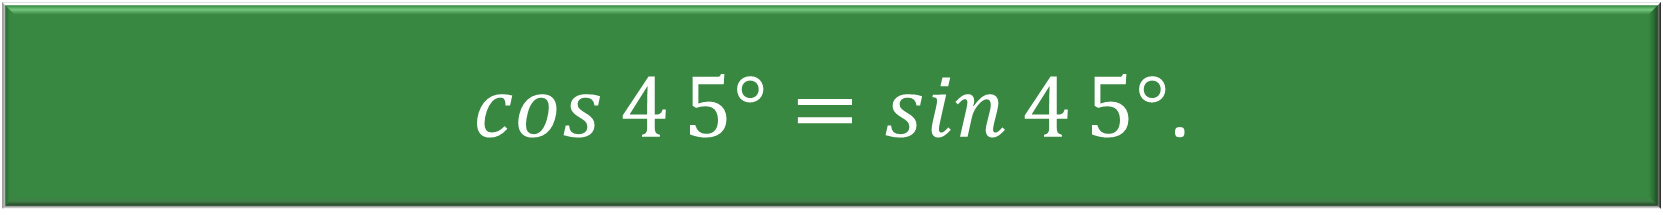 cos 4 5° = sin 4 5°.